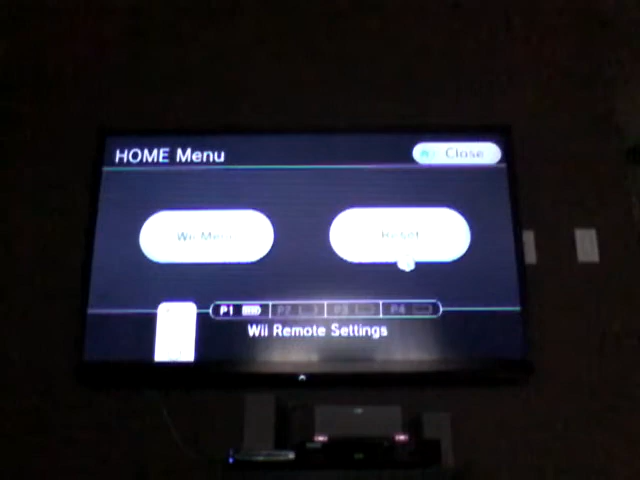 HOME Menu
Close
Wii Menu
Reset
P1 P2 P3 P4
Wii Remote Settings